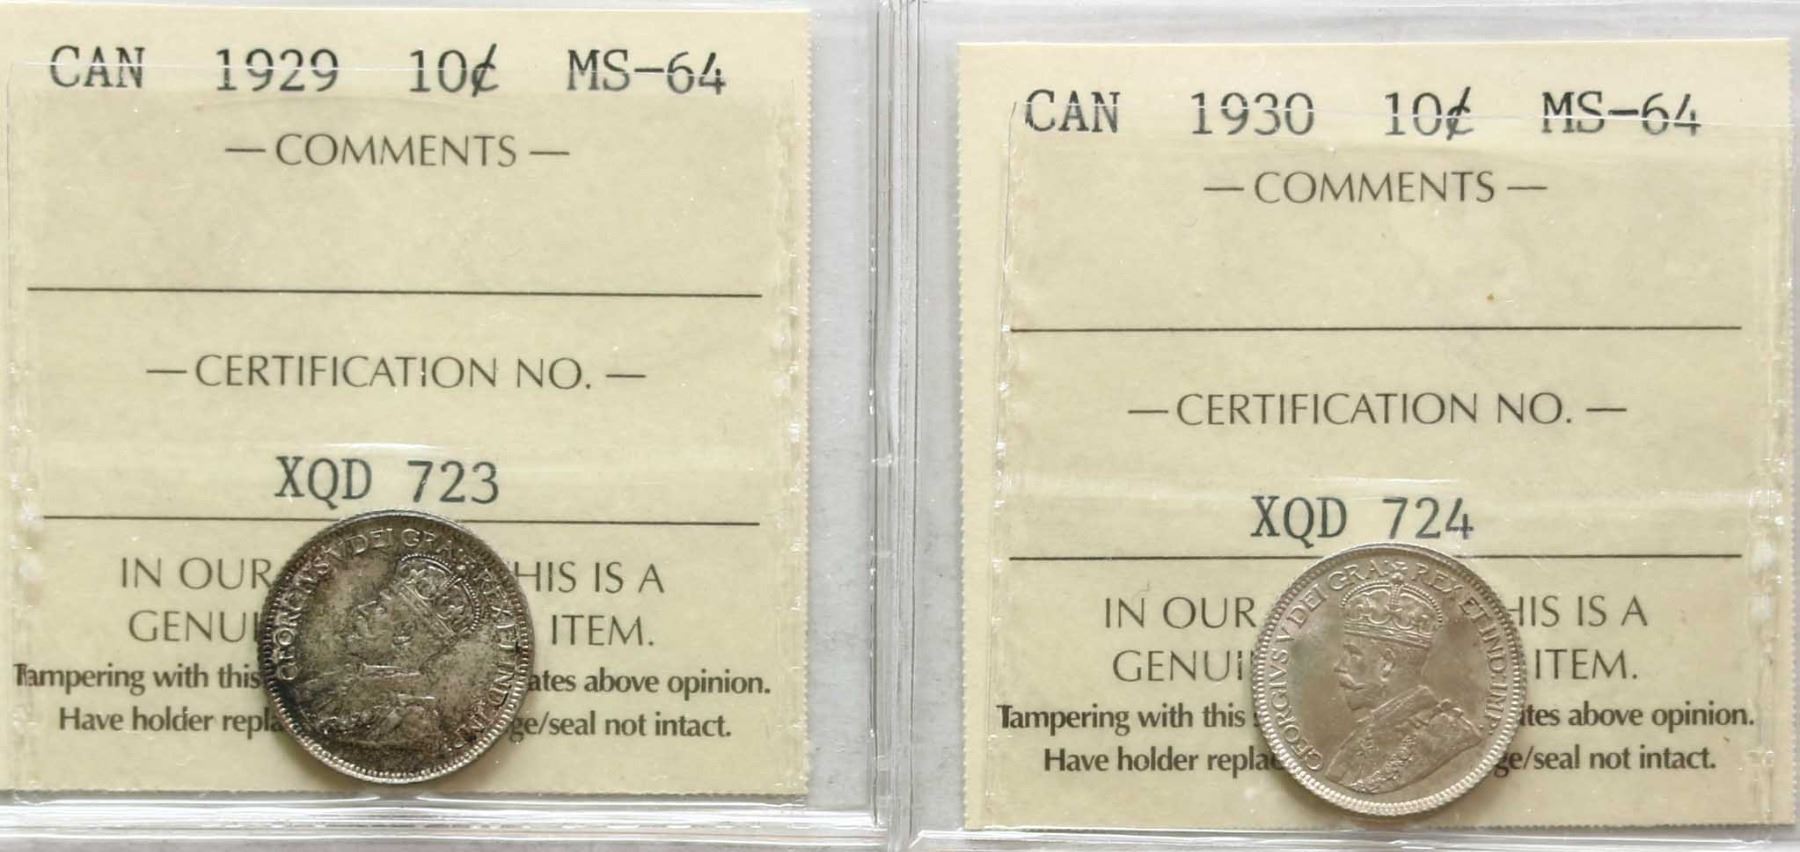 CAN 1929 10¢ MS-64
— COMMENTS —
— CERTIFICATION NO. —
XQD 723
IN OUR HIS IS A
GENUI ITEM.
Tampering with this ates above opinion.
Have holder repla ge/seal not intact.
GEORGIVS V DEI GRA: REX ET IND:IM
CAN 1930 10¢ MS-64
— COMMENTS —
— CERTIFICATION NO. —
XQD 724
IN OUR HIS IS A
GENUI ITEM.
Tampering with this ates above opinion.
Have holder replac ge/seal not intact.
GEORGIVS V DEI GRA: REX ET IND:IMP: